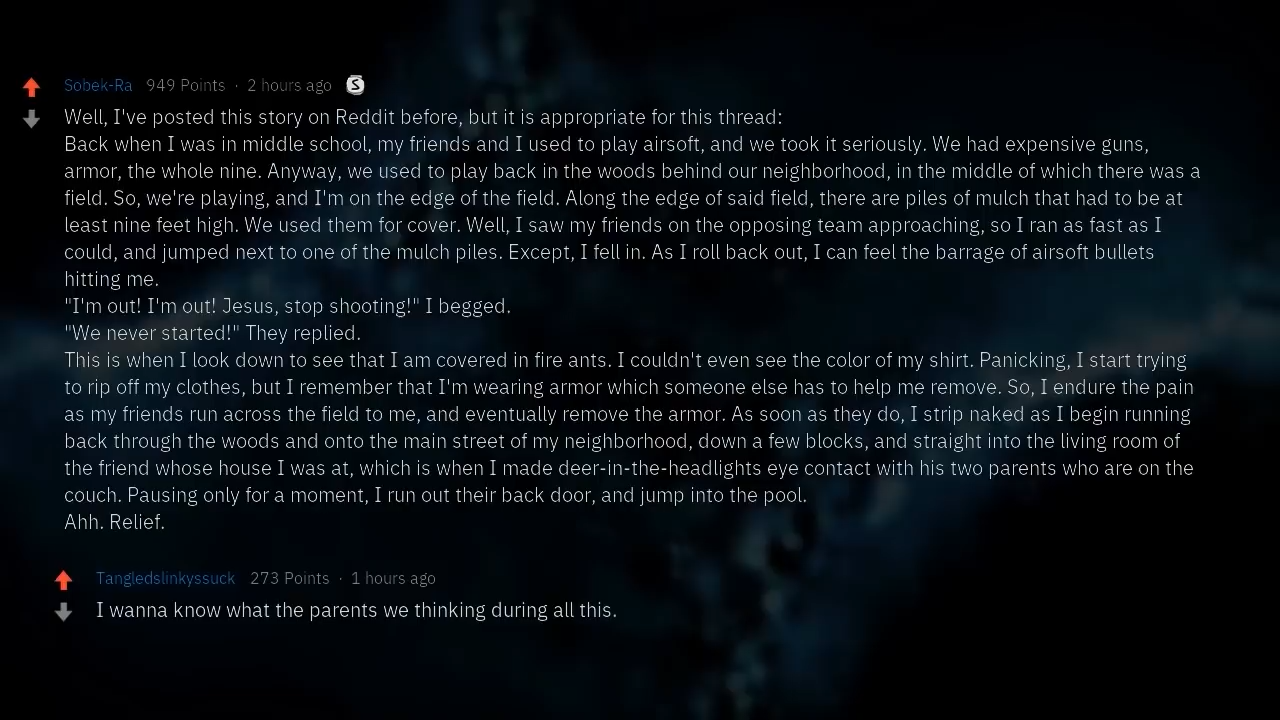 Sobek-Ra 949 Points · 2 hours ago S
Well, I've posted this story on Reddit before, but it is appropriate for this thread:
Back when I was in middle school, my friends and I used to play airsoft, and we took it seriously. We had expensive guns,
armor, the whole nine. Anyway, we used to play back in the woods behind our neighborhood, in the middle of which there was a
field. So, we're playing, and I'm on the edge of the field. Along the edge of said field, there are piles of mulch that had to be at
least nine feet high. We used them for cover. Well, I saw my friends on the opposing team approaching, so I ran as fast as I
could, and jumped next to one of the mulch piles. Except, I fell in. As I roll back out, I can feel the barrage of airsoft bullets
hitting me.
"I'm out! I'm out! Jesus, stop shooting!" I begged.
"We never started!" They replied.
This is when I look down to see that I am covered in fire ants. I couldn't even see the color of my shirt. Panicking, I start trying
to rip off my clothes, but I remember that I'm wearing armor which someone else has to help me remove. So, I endure the pain
as my friends run across the field to me, and eventually remove the armor. As soon as they do, I strip naked as I begin running
back through the woods and onto the main street of my neighborhood, down a few blocks, and straight into the living room of
the friend whose house I was at, which is when I made deer-in-the-headlights eye contact with his two parents who are on the
couch. Pausing only for a moment, I run out their back door, and jump into the pool.
Ahh. Relief.
Tangledslinkyssuck 273 Points · 1 hours ago
I wanna know what the parents we thinking during all this.